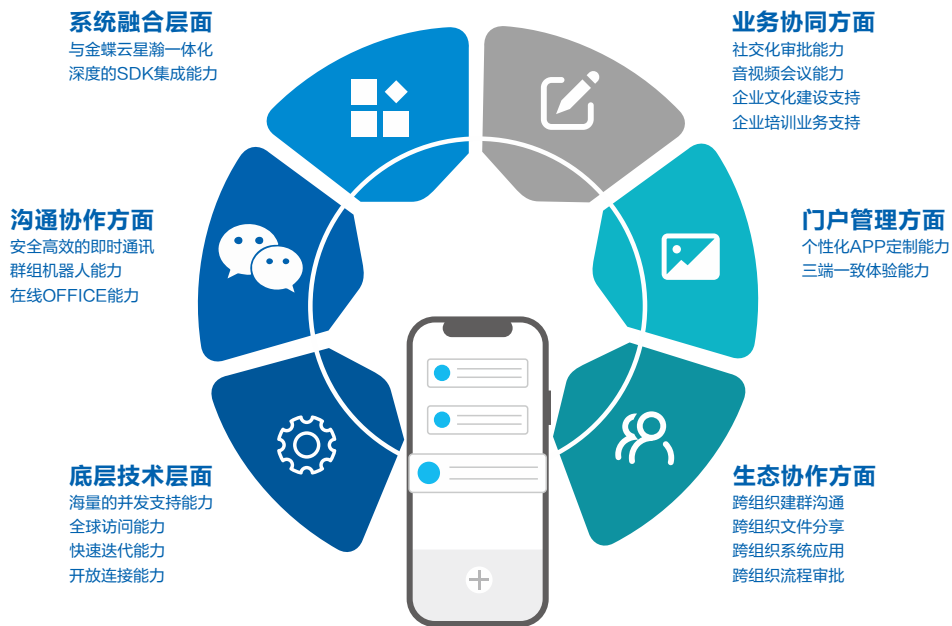 系统融合层面
与金蝶云星瀚一体化
深度的SDK集成能力
业务协同方面
社交化审批能力
音视频会议能力
企业文化建设支持
企业培训业务支持
沟通协作方面
安全高效的即时通讯
群组机器人能力
在线OFFICE能力
门户管理方面
个性化APP定制能力
三端一致体验能力
底层技术层面
海量的并发支持能力
全球访问能力
快速迭代能力
开放连接能力
生态协作方面
跨组织建群沟通
跨组织文件分享
跨组织系统应用
跨组织流程审批